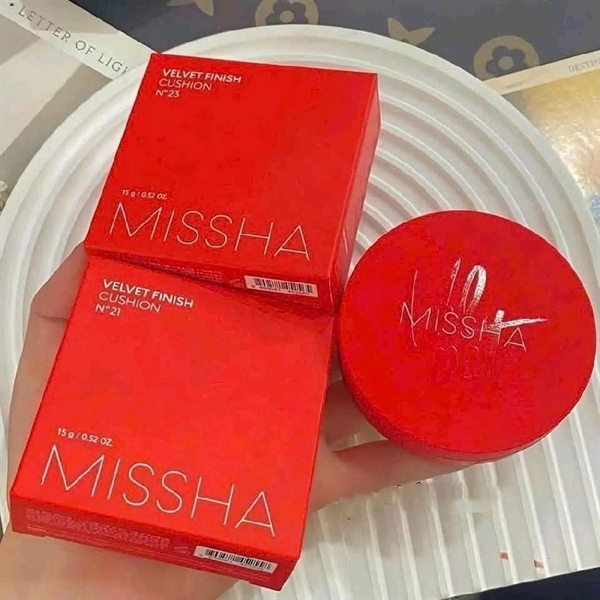 LETTER OF LIGH
VELVET FINISH
CUSHION
N°23
15 g / 0.52 OZ.
MISSHA
VELVET FINISH
CUSHION
N°21
15 g / 0.52 OZ.
MISSHA
MISSHA